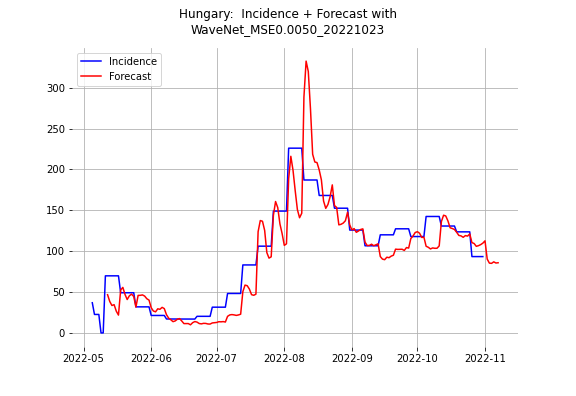 Hungary:  Incidence + Forecast with
WaveNet_MSE0.0050_20221023
Incidence
Forecast
300
250
200
150
100
50
0
2022-05 2022-06 2022-07 2022-08 2022-09 2022-10 2022-11